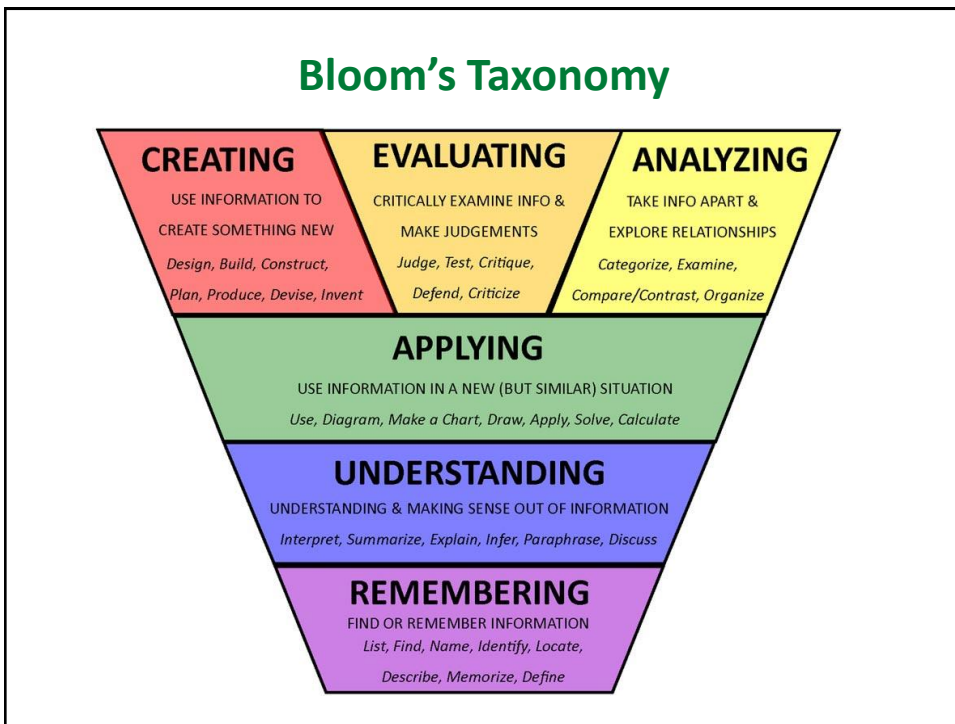 Bloom’s Taxonomy
CREATING
USE INFORMATION TO
CREATE SOMETHING NEW
Design, Build, Construct,
Plan, Produce, Devise, Invent
EVALUATING
CRITICALLY EXAMINE INFO &
MAKE JUDGEMENTS
Judge, Test, Critique,
Defend, Criticize
ANALYZING
TAKE INFO APART &
EXPLORE RELATIONSHIPS
Categorize, Examine,
Compare/Contrast, Organize
APPLYING
USE INFORMATION IN A NEW (BUT SIMILAR) SITUATION
Use, Diagram, Make a Chart, Draw, Apply, Solve, Calculate
UNDERSTANDING
UNDERSTANDING & MAKING SENSE OUT OF INFORMATION
Interpret, Summarize, Explain, Infer, Paraphrase, Discuss
REMEMBERING
FIND OR REMEMBER INFORMATION
List, Find, Name, Identify, Locate,
Describe, Memorize, Define